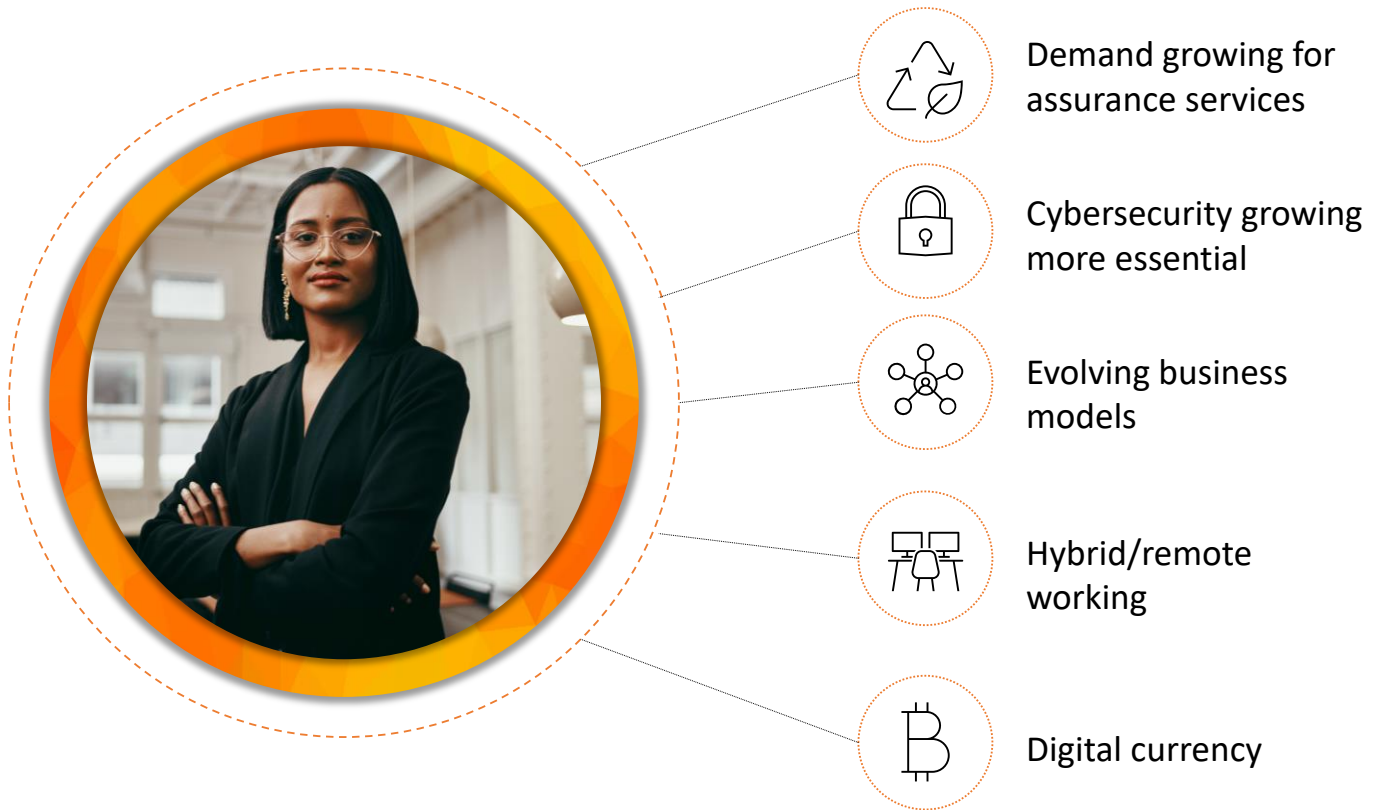 Demand growing for
assurance services
Cybersecurity growing
more essential
Evolving business
models
Hybrid/remote
working
Digital currency